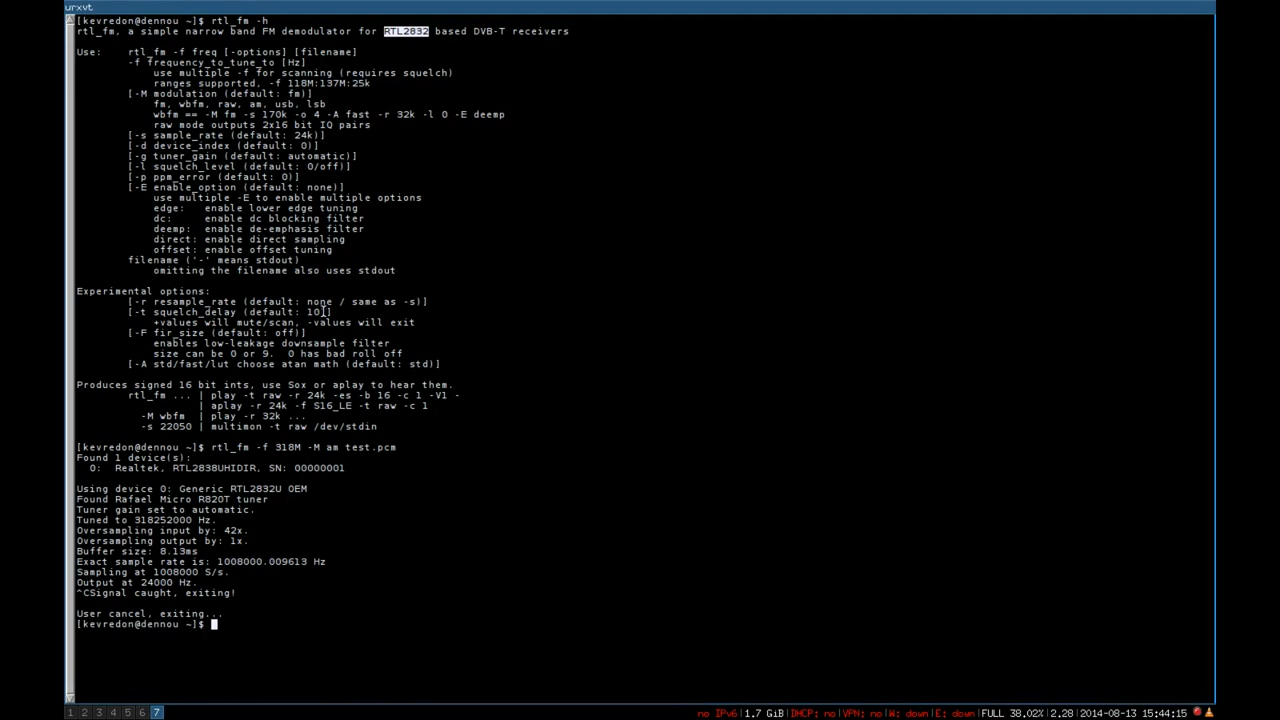 urxvt
[kevredon@dennou ~]$ rtl_fm -h
rtl_fm, a simple narrow band FM demodulator for RTL2832 based DVB-T receivers
Use:    rtl_fm -f freq [-options] [filename]
-f frequency_to_tune_to [Hz]
use multiple -f for scanning (requires squelch)
ranges supported, -f 118M:137M:25k
[-M modulation (default: fm)]
fm, wbfm, raw, am, usb, lsb
wbfm == -M fm -s 170k -o 4 -A fast -r 32k -l 0 -E deemp
raw mode outputs 2x16 bit IQ pairs
[-s sample_rate (default: 24k)]
[-d device_index (default: 0)]
[-g tuner_gain (default: automatic)]
[-l squelch_level (default: 0/off)]
[-p ppm_error (default: 0)]
[-E enable_option (default: none)]
use multiple -E to enable multiple options
edge:   enable lower edge tuning
dc:     enable dc blocking filter
deemp:  enable de-emphasis filter
direct: enable direct sampling
offset: enable offset tuning
filename ('-' means stdout)
omitting the filename also uses stdout
Experimental options:
[-r resample_rate (default: none / same as -s)]
[-t squelch_delay (default: 10)]
+values will mute/scan, -values will exit
[-F fir_size (default: off)]
enables low-leakage downsample filter
size can be 0 or 9.  0 has bad roll off
[-A std/fast/lut choose atan math (default: std)]
Produces signed 16 bit ints, use Sox or aplay to hear them.
rtl_fm ... | play -t raw -r 24k -es -b 16 -c 1 -V1 -
| aplay -r 24k -f S16_LE -t raw -c 1
-M wbfm  | play -r 32k ...
-s 22050 | multimon -t raw /dev/stdin
[kevredon@dennou ~]$ rtl_fm -f 318M -M am test.pcm
Found 1 device(s):
0:  Realtek, RTL2838UHIDIR, SN: 00000001
Using device 0: Generic RTL2832U OEM
Found Rafael Micro R820T tuner
Tuner gain set to automatic.
Tuned to 318252000 Hz.
Oversampling input by: 42x.
Oversampling output by: 1x.
Buffer size: 8.13ms
Exact sample rate is: 1008000.009613 Hz
Sampling at 1008000 S/s.
Output at 24000 Hz.
^CSignal caught, exiting!
User cancel, exiting...
[kevredon@dennou ~]$
1 2 3 4 5 6 7 no IPv6|1.7 GiB|DHCP: no|VPN: no|W: down|E: down|FULL 38.02%|2.28|2014-08-13 15:44:15